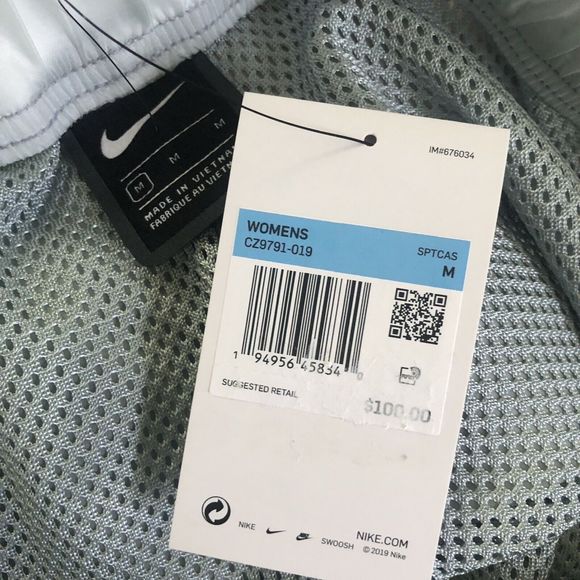 M M M
MADE IN VIETNAM
FABRIQUÉ AU VIETNAM
IM#676034
WOMENS
CZ9791-019
SPTCAS
M
1 94956 45834 0
SUGGESTED RETAIL
$100.00
NIKE
SWOOSH
NIKE.COM
© 2019 Nike